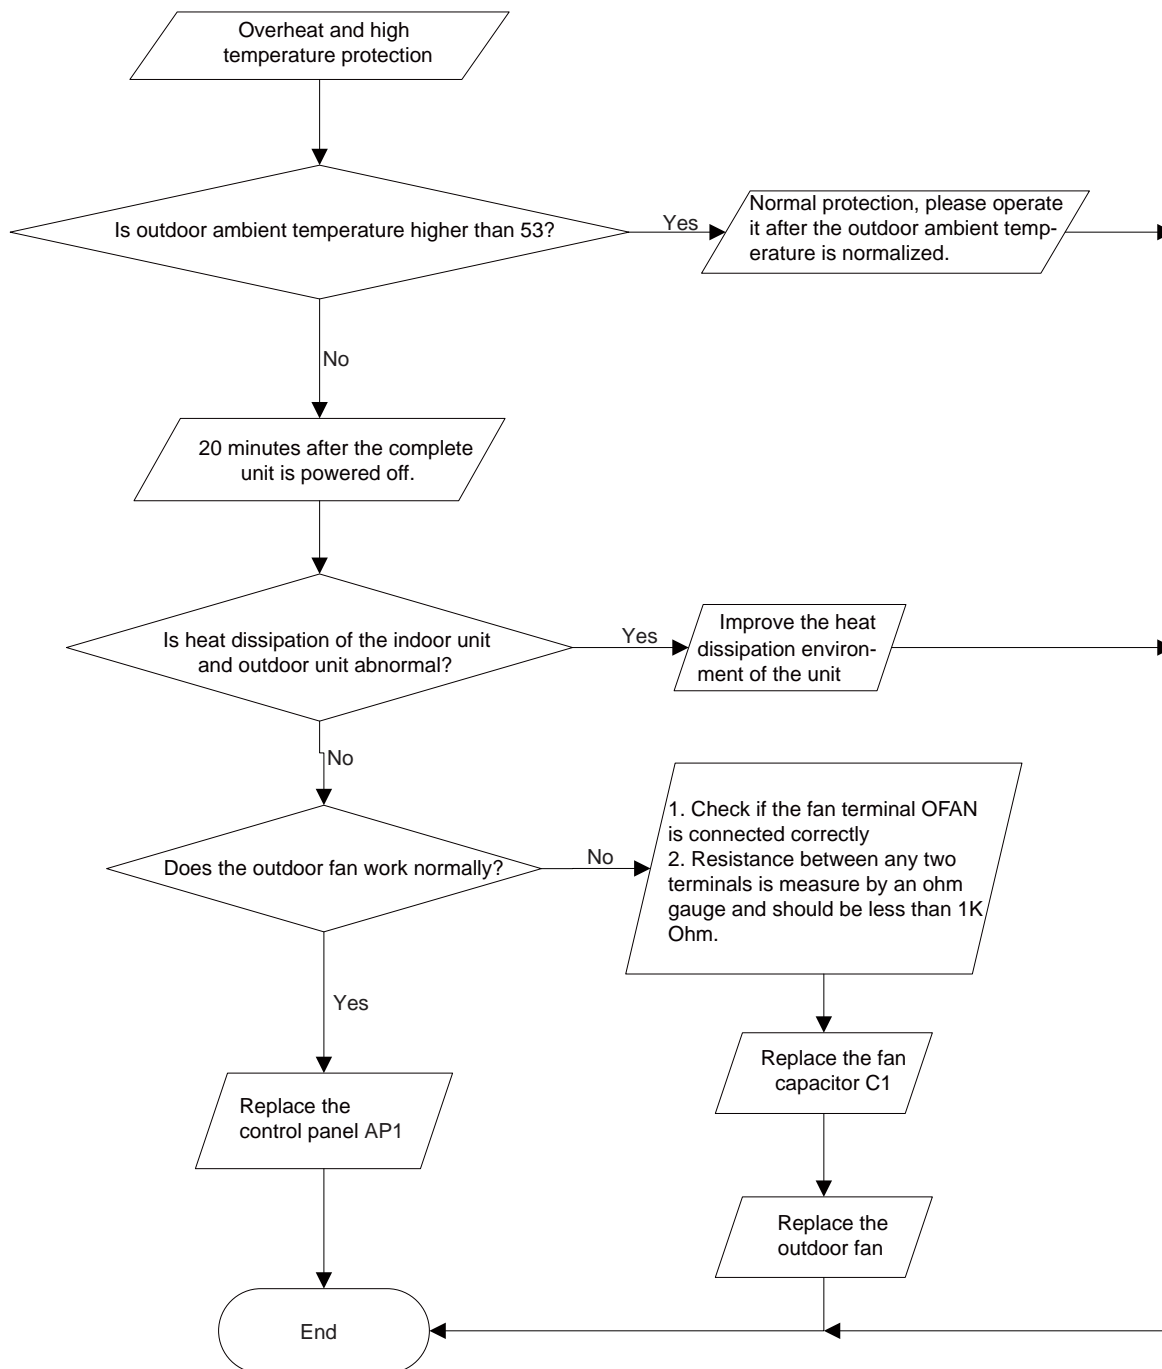 Overheat and high
temperature protection
Is outdoor ambient temperature higher than 53?
Yes
Normal protection, please operate
it after the outdoor ambient temp-
erature is normalized.
No
20 minutes after the complete
unit is powered off.
Is heat dissipation of the indoor unit
and outdoor unit abnormal?
Yes
Improve the heat
dissipation environ-
ment of the unit
No
Does the outdoor fan work normally?
No
1. Check if the fan terminal OFAN
is connected correctly
2. Resistance between any two
terminals is measure by an ohm
gauge and should be less than 1K
Ohm.
Yes
Replace the fan
capacitor C1
Replace the
control panel AP1
Replace the
outdoor fan
End